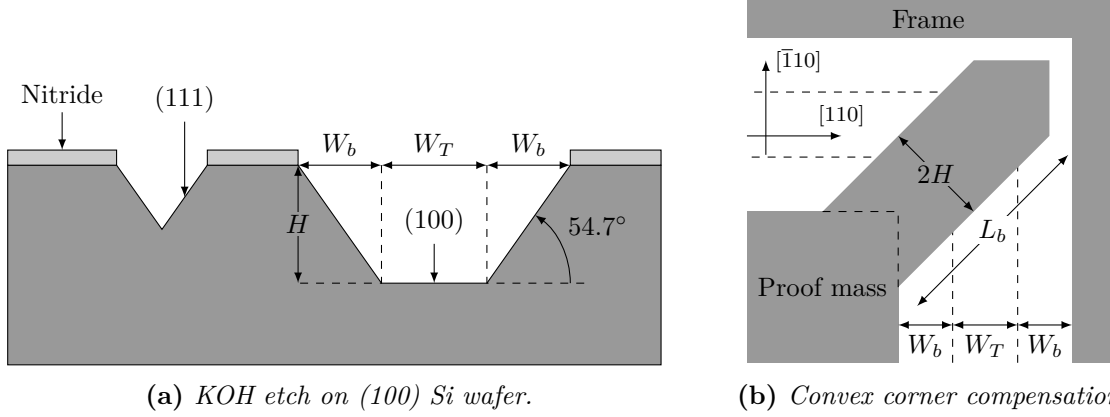 Nitride
(111)
W_b
W_T
W_b
H
(100)
54.7°
(a) KOH etch on (100) Si wafer.
Frame
[1̅10]
[110]
2H
L_b
Proof mass
W_b
W_T
W_b
(b) Convex corner compensation